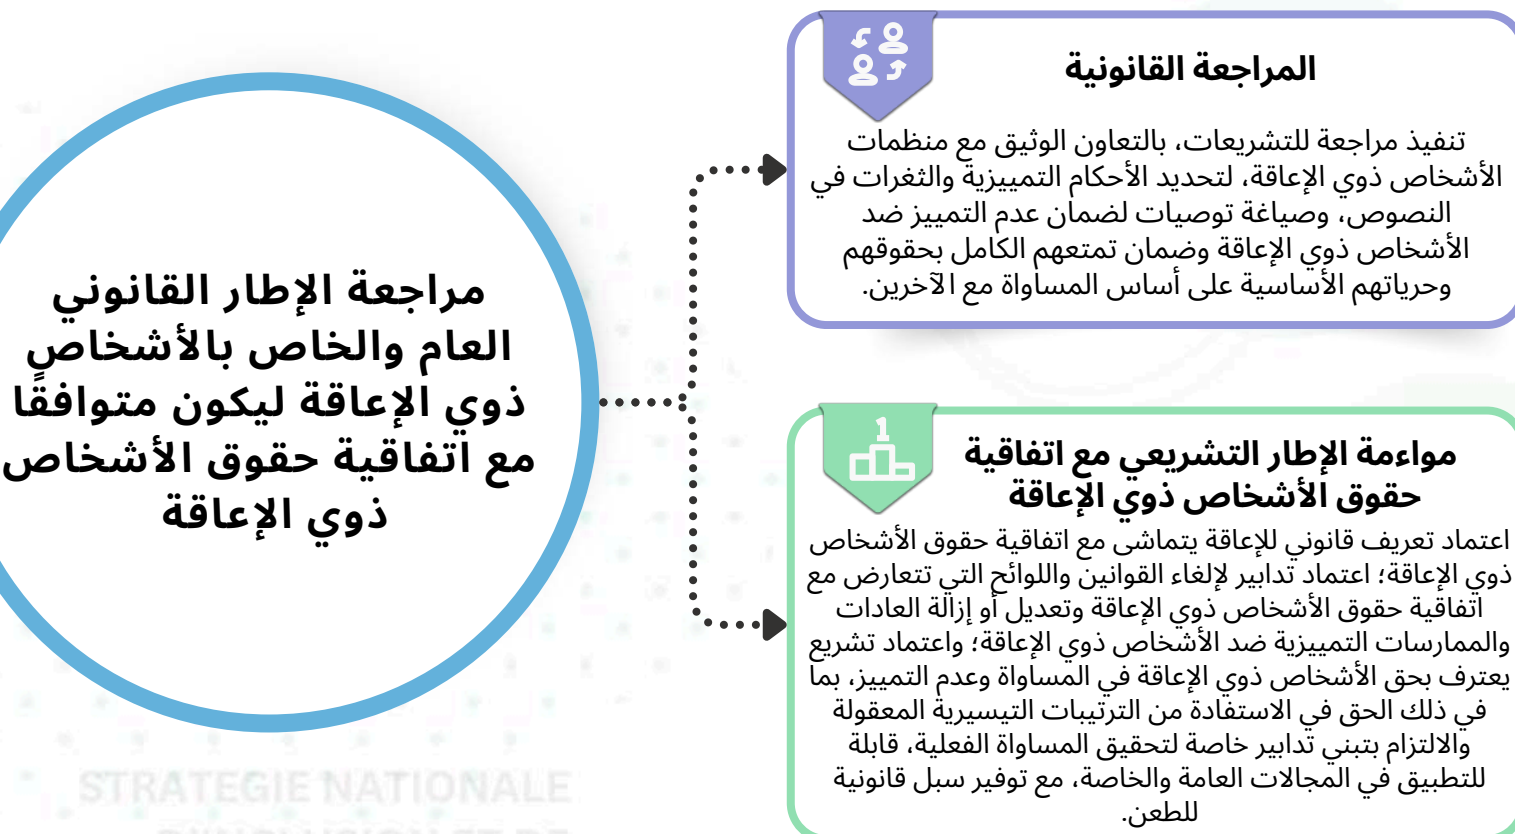 مراجعة الإطار القانوني
العام والخاص بالأشخاص
ذوي الإعاقة ليكون متوافقًا
مع اتفاقية حقوق الأشخاص
ذوي الإعاقة
المراجعة القانونية
تنفيذ مراجعة للتشريعات، بالتعاون الوثيق مع منظمات
الأشخاص ذوي الإعاقة، لتحديد الأحكام التمييزية والثغرات في
النصوص، وصياغة توصيات لضمان عدم التمييز ضد
الأشخاص ذوي الإعاقة وضمان تمتعهم الكامل بحقوقهم
وحرياتهم الأساسية على أساس المساواة مع الآخرين.
1
مواءمة الإطار التشريعي مع اتفاقية
حقوق الأشخاص ذوي الإعاقة
اعتماد تعريف قانوني للإعاقة يتماشى مع اتفاقية حقوق الأشخاص
ذوي الإعاقة؛ اعتماد تدابير لإلغاء القوانين واللوائح التي تتعارض مع
اتفاقية حقوق الأشخاص ذوي الإعاقة وتعديل أو إزالة العادات
والممارسات التمييزية ضد الأشخاص ذوي الإعاقة؛ واعتماد تشريع
يعترف بحق الأشخاص ذوي الإعاقة في المساواة وعدم التمييز، بما
في ذلك الحق في الاستفادة من الترتيبات التيسيرية المعقولة
والالتزام بتبني تدابير خاصة لتحقيق المساواة الفعلية، قابلة
للتطبيق في المجالات العامة والخاصة، مع توفير سبل قانونية
للطعن.
STRATEGIE NATIONALE